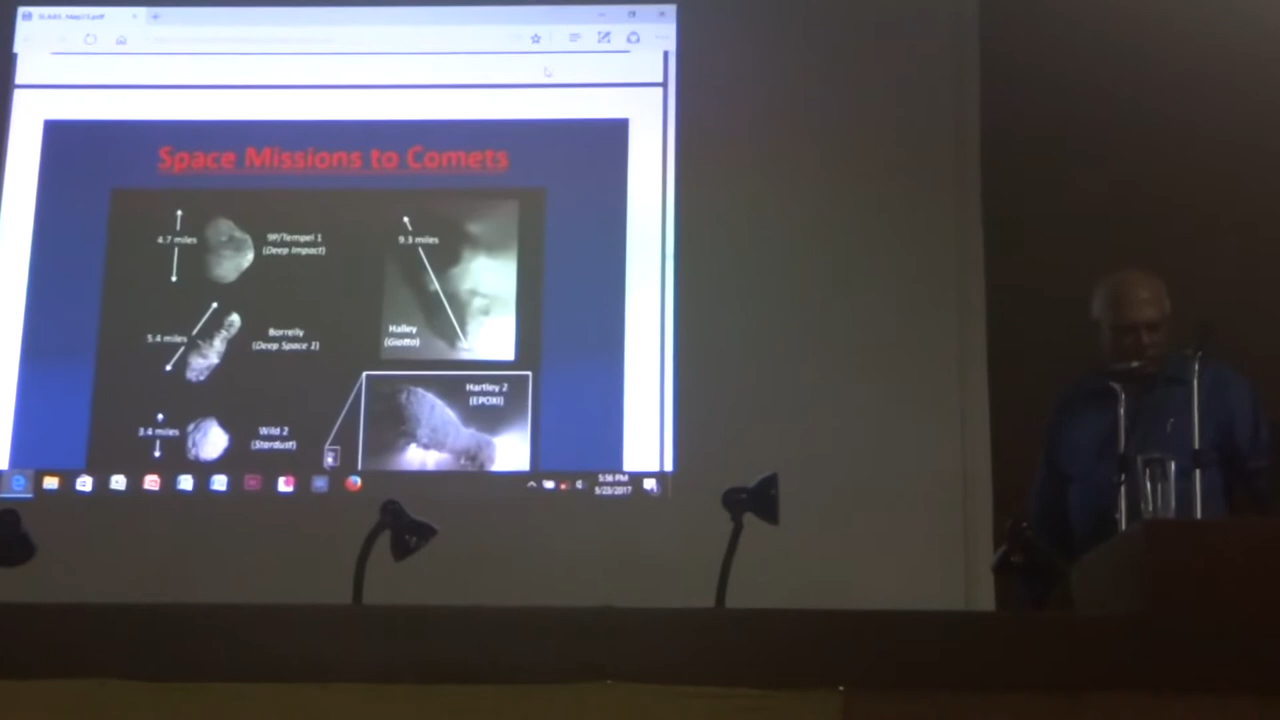 SLAAS_May23.pdf
Space Missions to Comets
4.7 miles
9P/Tempel 1
(Deep Impact)
9.3 miles
Halley
(Giotto)
5.4 miles
Borrelly
(Deep Space 1)
Hartley 2
(EPOXI)
3.4 miles
Wild 2
(Stardust)
5:56 PM
5/23/2017